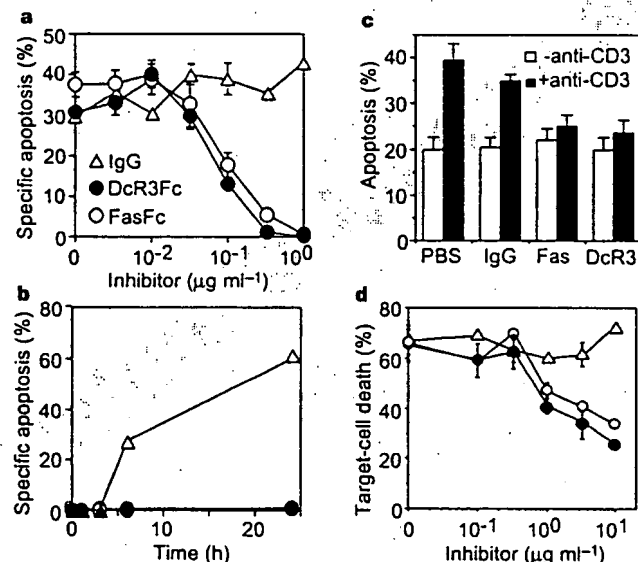 a
Specific apoptosis (%)
50
40
30
20
10
0
IgG
DcR3Fc
FasFc
0
10-2
10-1
100
Inhibitor (µg ml–1)
b
Specific apoptosis (%)
80
60
40
20
0
0
10
20
Time (h)
c
Apoptosis (%)
40
30
20
10
0
-anti-CD3
+anti-CD3
PBS
IgG
Fas
DcR3
d
Target-cell death (%)
80
60
40
20
0
0
10-1
100
101
Inhibitor (µg ml–1)